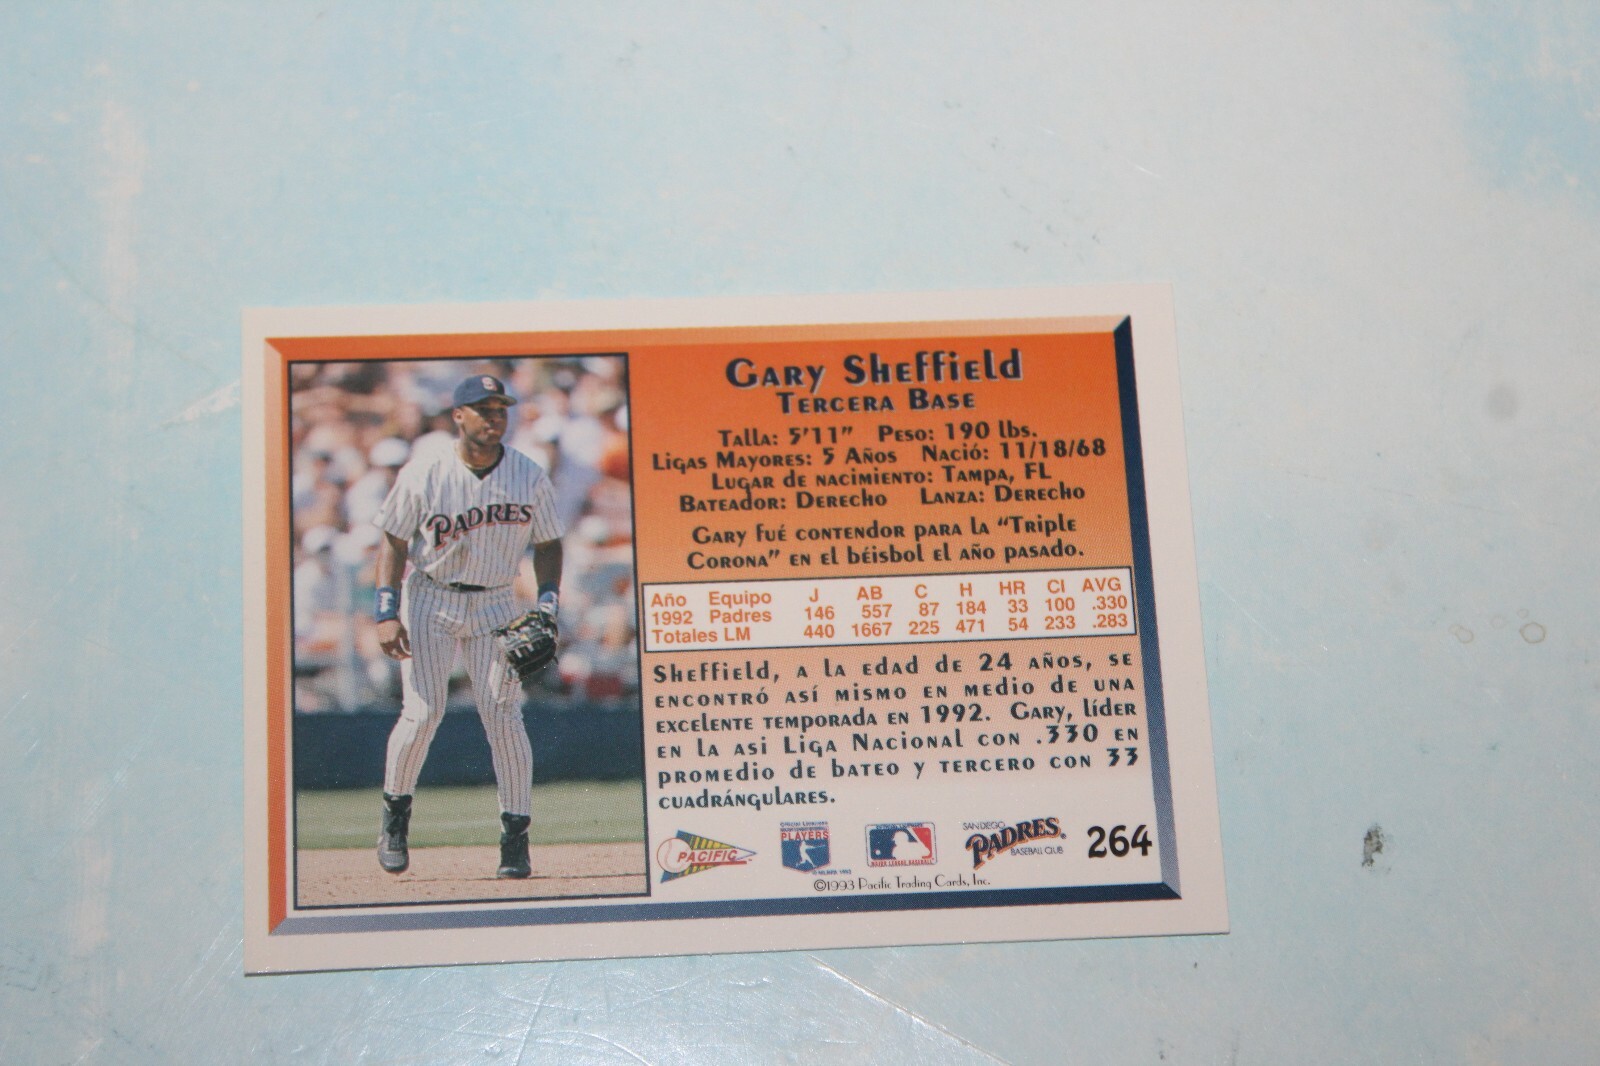 Gary Sheffield
Tercera Base
Talla: 5'11" Peso: 190 lbs.
Ligas Mayores: 5 Años Nació: 11/18/68
Lugar de nacimiento: Tampa, FL
Bateador: Derecho Lanza: Derecho
Gary fué contendor para la "Triple
Corona" en el béisbol el año pasado.
Año Equipo J AB C H HR CI AVG
1992 Padres 146 557 87 184 33 100 .330
Totales LM 440 1667 225 471 54 233 .283
Sheffield, a la edad de 24 años, se
encontró así mismo en medio de una
excelente temporada en 1992. Gary, líder
en la asi Liga Nacional con .330 en
promedio de bateo y tercero con 33
cuadrángulares.
PADRES
PACIFIC
PLAYERS
SAN DIEGO
PADRES
BASEBALL CLUB
264
©1993 Pacific Trading Cards, Inc.